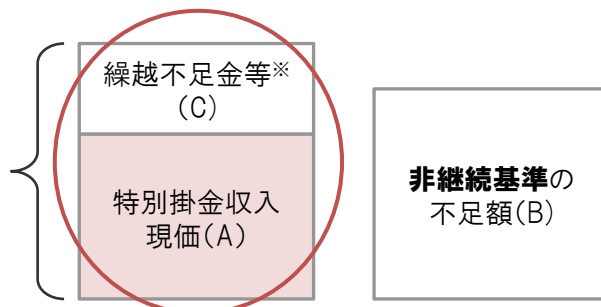 繰越不足金等※
(C)
特別掛金収入
現価(A)
非継続基準の
不足額(B)